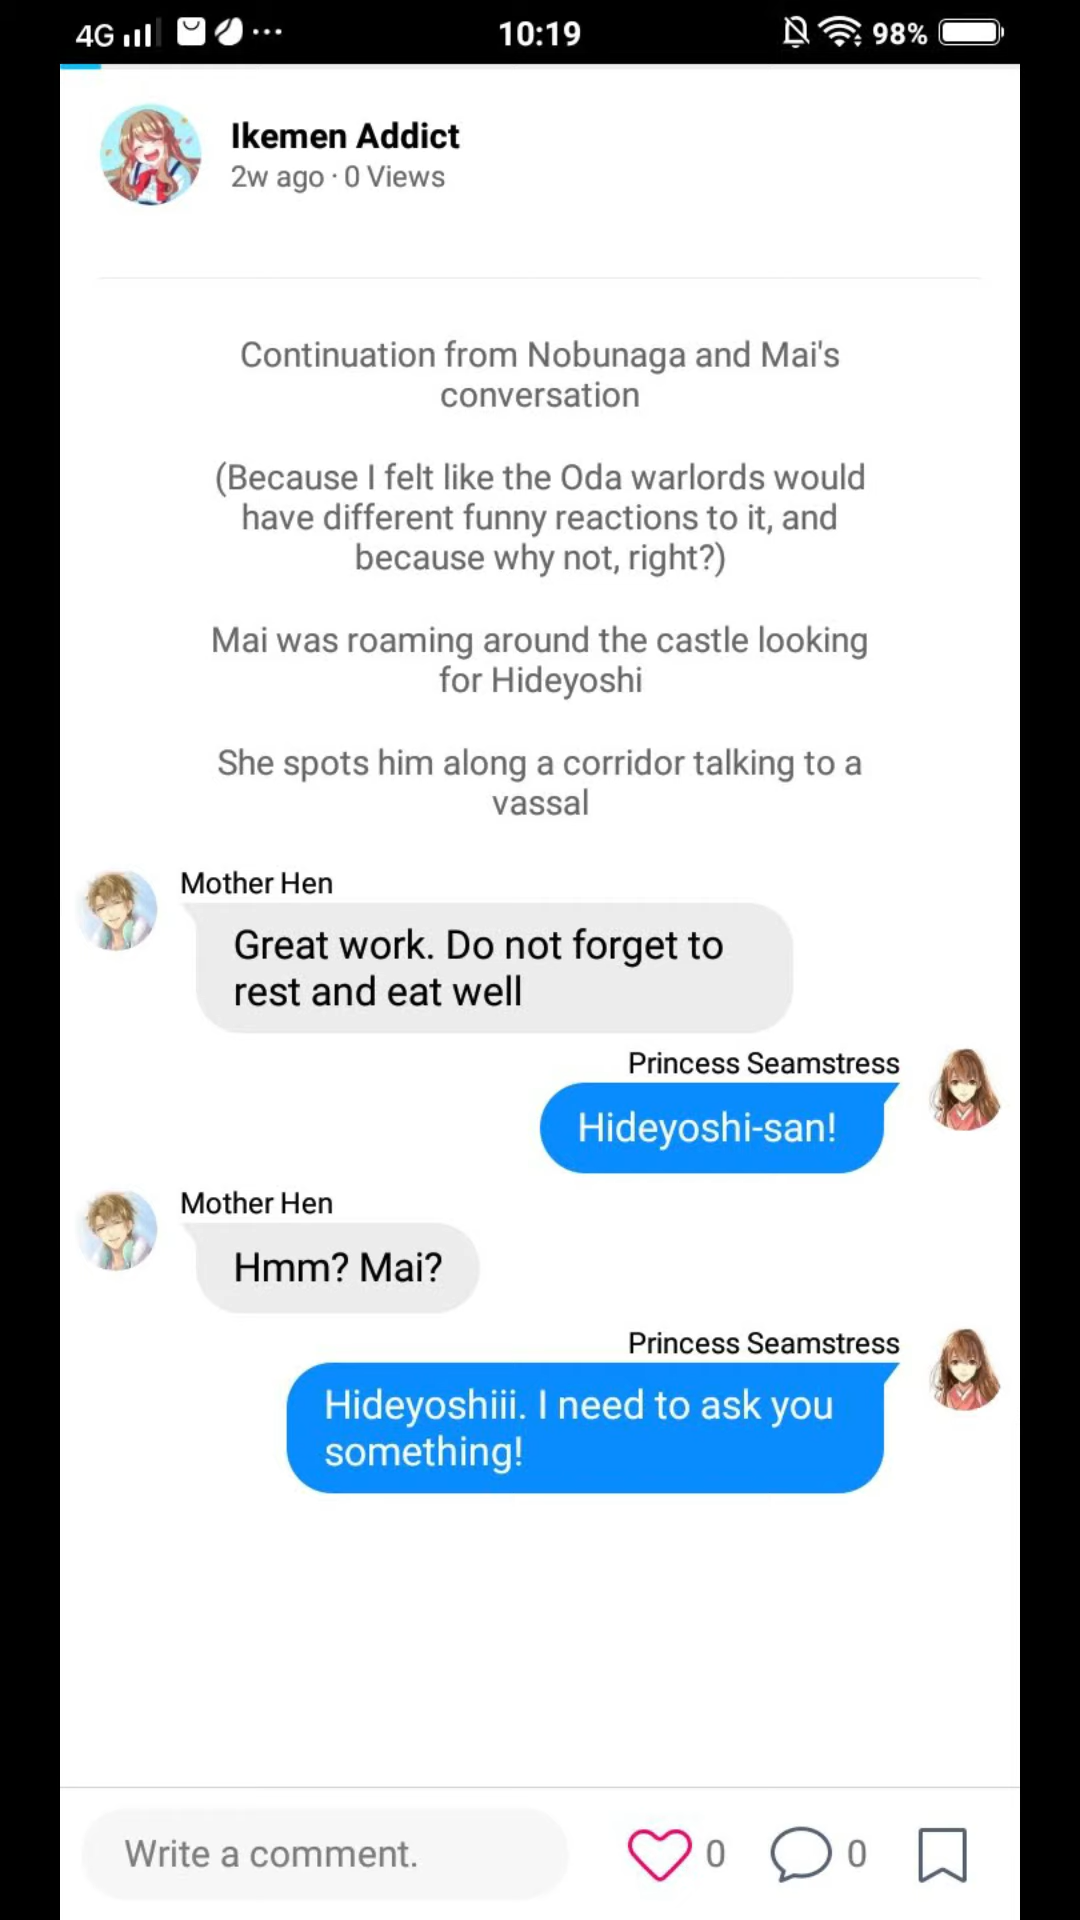 4G 10:19 98%
Ikemen Addict
2w ago · 0 Views
Continuation from Nobunaga and Mai's
conversation
(Because I felt like the Oda warlords would
have different funny reactions to it, and
because why not, right?)
Mai was roaming around the castle looking
for Hideyoshi
She spots him along a corridor talking to a
vassal
Mother Hen
Great work. Do not forget to
rest and eat well
Princess Seamstress
Hideyoshi-san!
Mother Hen
Hmm? Mai?
Princess Seamstress
Hideyoshiii. I need to ask you
something!
Write a comment. 0 0